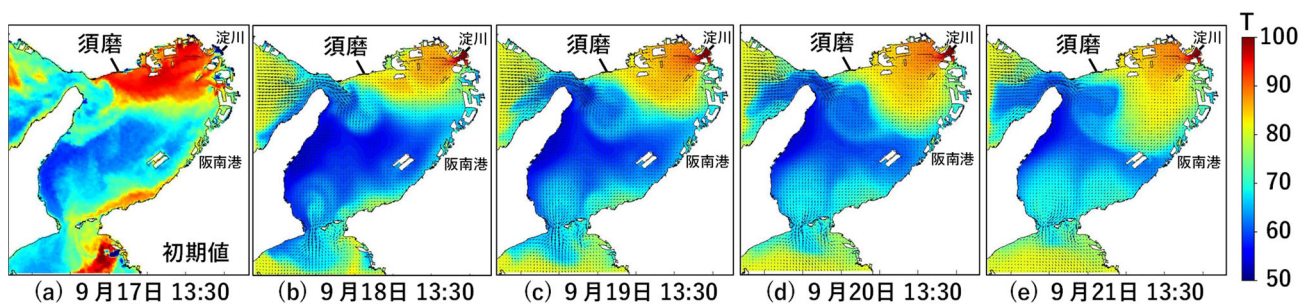 須磨
淀川
阪南港
初期値
(a) 9月17日 13:30
須磨
淀川
阪南港
(b) 9月18日 13:30
須磨
淀川
阪南港
(c) 9月19日 13:30
須磨
淀川
阪南港
(d) 9月20日 13:30
須磨
淀川
阪南港
(e) 9月21日 13:30
T
100
90
80
70
60
50